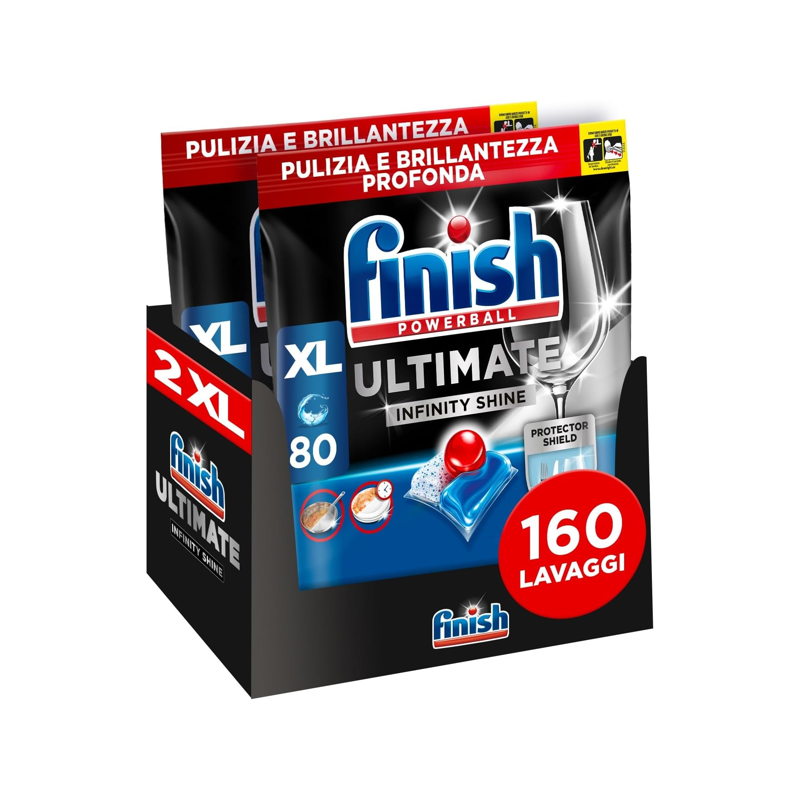 PULIZIA E BRILLANTEZZA
PULIZIA E BRILLANTEZZA
PROFONDA
XL
finish
POWERBALL
XL
ULTIMATE
INFINITY SHINE
80
PROTECTOR
SHIELD
2 XL
finish
ULTIMATE
INFINITY SHINE
160
LAVAGGI
finish